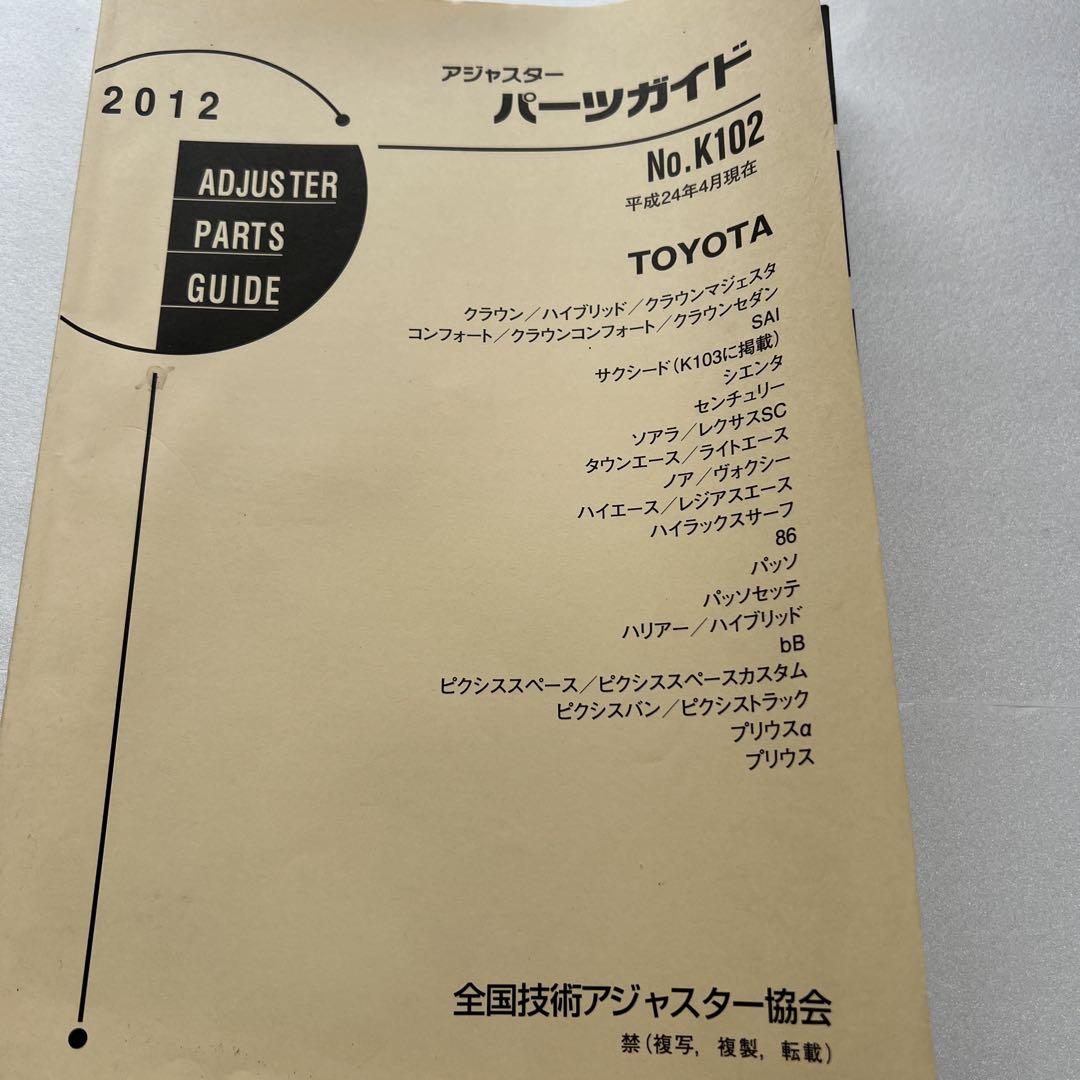 2012
ADJUSTER
PARTS
GUIDE
アジャスター
パーツガイド
No.K102
平成24年4月現在
TOYOTA
クラウン／ハイブリッド／クラウンマジェスタ
コンフォート／クラウンコンフォート／クラウンセダン
SAI
サクシード(K103に掲載)
シエンタ
センチュリー
ソアラ／レクサスSC
タウンエース／ライトエース
ノア／ヴォクシー
ハイエース／レジアスエース
ハイラックスサーフ
86
パッソ
パッソセッテ
ハリアー／ハイブリッド
bB
ピクシススペース／ピクシススペースカスタム
ピクシスバン／ピクシストラック
プリウスα
プリウス
全国技術アジャスター協会
禁(複写, 複製, 転載)